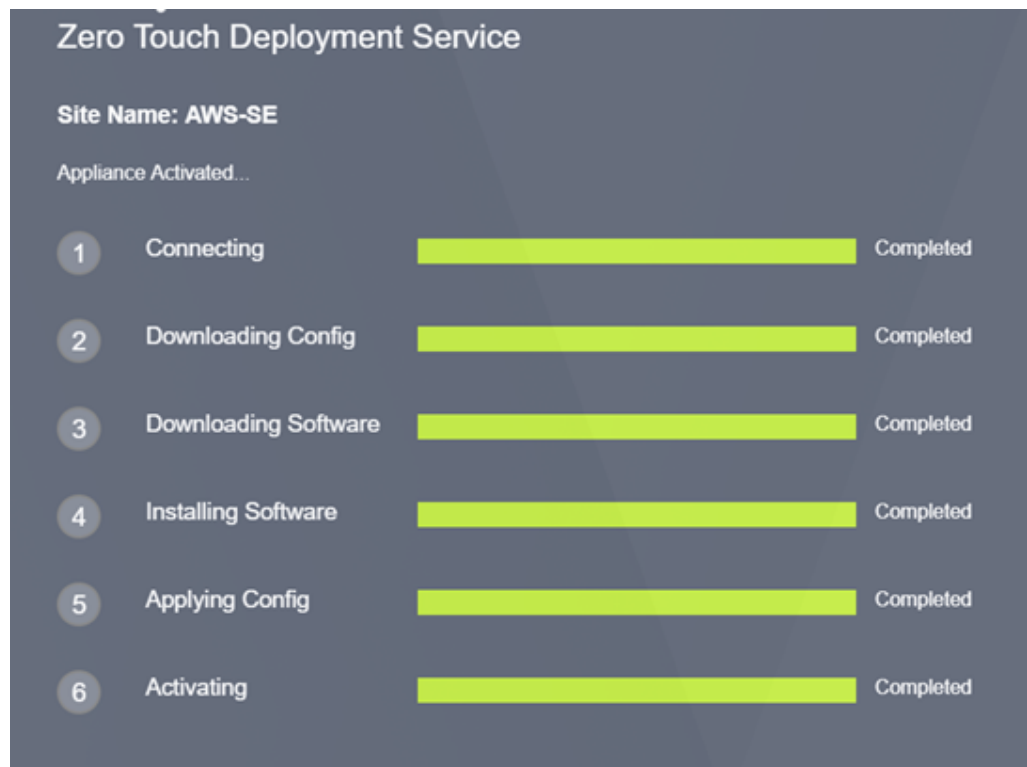 Zero Touch Deployment Service
Site Name: AWS-SE
Appliance Activated...
1 Connecting Completed
2 Downloading Config Completed
3 Downloading Software Completed
4 Installing Software Completed
5 Applying Config Completed
6 Activating Completed